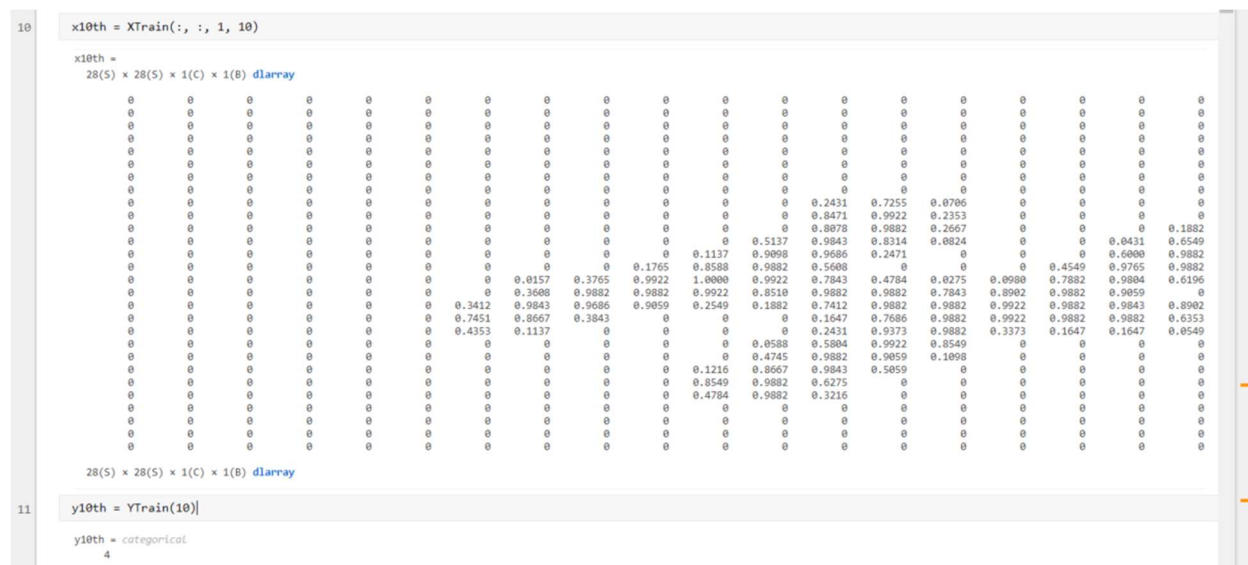 10 x10th = XTrain(:, :, 1, 10)
x10th =
28(S) × 28(S) × 1(C) × 1(B) dlarray
0 0 0 0 0 0 0 0 0 0 0 0 0 0 0 0 0 0 0
0 0 0 0 0 0 0 0 0 0 0 0 0 0 0 0 0 0 0
0 0 0 0 0 0 0 0 0 0 0 0 0 0 0 0 0 0 0
0 0 0 0 0 0 0 0 0 0 0 0 0 0 0 0 0 0 0
0 0 0 0 0 0 0 0 0 0 0 0 0 0 0 0 0 0 0
0 0 0 0 0 0 0 0 0 0 0 0 0 0 0 0 0 0 0
0 0 0 0 0 0 0 0 0 0 0 0 0 0 0 0 0 0 0
0 0 0 0 0 0 0 0 0 0 0 0 0 0 0 0 0 0 0
0 0 0 0 0 0 0 0 0 0 0 0 0.2431 0.7255 0.0706 0 0 0 0
0 0 0 0 0 0 0 0 0 0 0 0 0.8471 0.9922 0.2353 0 0 0 0
0 0 0 0 0 0 0 0 0 0 0 0 0.8078 0.9882 0.2667 0 0 0 0.1882
0 0 0 0 0 0 0 0 0 0 0 0.5137 0.9843 0.8314 0.0824 0 0 0.0431 0.6549
0 0 0 0 0 0 0 0 0 0 0.1137 0.9098 0.9686 0.2471 0 0 0 0.6000 0.9882
0 0 0 0 0 0 0 0 0 0.1765 0.8588 0.9882 0.5608 0 0 0 0.4549 0.9765 0.9882
0 0 0 0 0 0 0 0.0157 0.3765 0.9922 1.0000 0.9922 0.7843 0.4784 0.0275 0.0980 0.7882 0.9804 0.6196
0 0 0 0 0 0 0 0.3608 0.9882 0.9882 0.9922 0.8510 0.9882 0.9882 0.7843 0.8902 0.9882 0.9059 0
0 0 0 0 0 0 0.3412 0.9843 0.9686 0.9059 0.2549 0.1882 0.7412 0.9882 0.9882 0.9922 0.9882 0.9843 0.8902
0 0 0 0 0 0 0.7451 0.8667 0.3843 0 0 0 0.1647 0.7686 0.9882 0.9922 0.9882 0.9882 0.6353
0 0 0 0 0 0 0.4353 0.1137 0 0 0 0 0.2431 0.9373 0.9882 0.3373 0.1647 0.1647 0.0549
0 0 0 0 0 0 0 0 0 0 0 0.0588 0.5804 0.9922 0.8549 0 0 0 0
0 0 0 0 0 0 0 0 0 0 0 0.4745 0.9882 0.9059 0.1098 0 0 0 0
0 0 0 0 0 0 0 0 0 0 0.1216 0.8667 0.9843 0.5059 0 0 0 0 0
0 0 0 0 0 0 0 0 0 0 0.8549 0.9882 0.6275 0 0 0 0 0 0
0 0 0 0 0 0 0 0 0 0 0.4784 0.9882 0.3216 0 0 0 0 0 0
0 0 0 0 0 0 0 0 0 0 0 0 0 0 0 0 0 0 0
0 0 0 0 0 0 0 0 0 0 0 0 0 0 0 0 0 0 0
0 0 0 0 0 0 0 0 0 0 0 0 0 0 0 0 0 0 0
0 0 0 0 0 0 0 0 0 0 0 0 0 0 0 0 0 0 0
28(S) × 28(S) × 1(C) × 1(B) dlarray
11 y10th = YTrain(10)
y10th = categorical
4